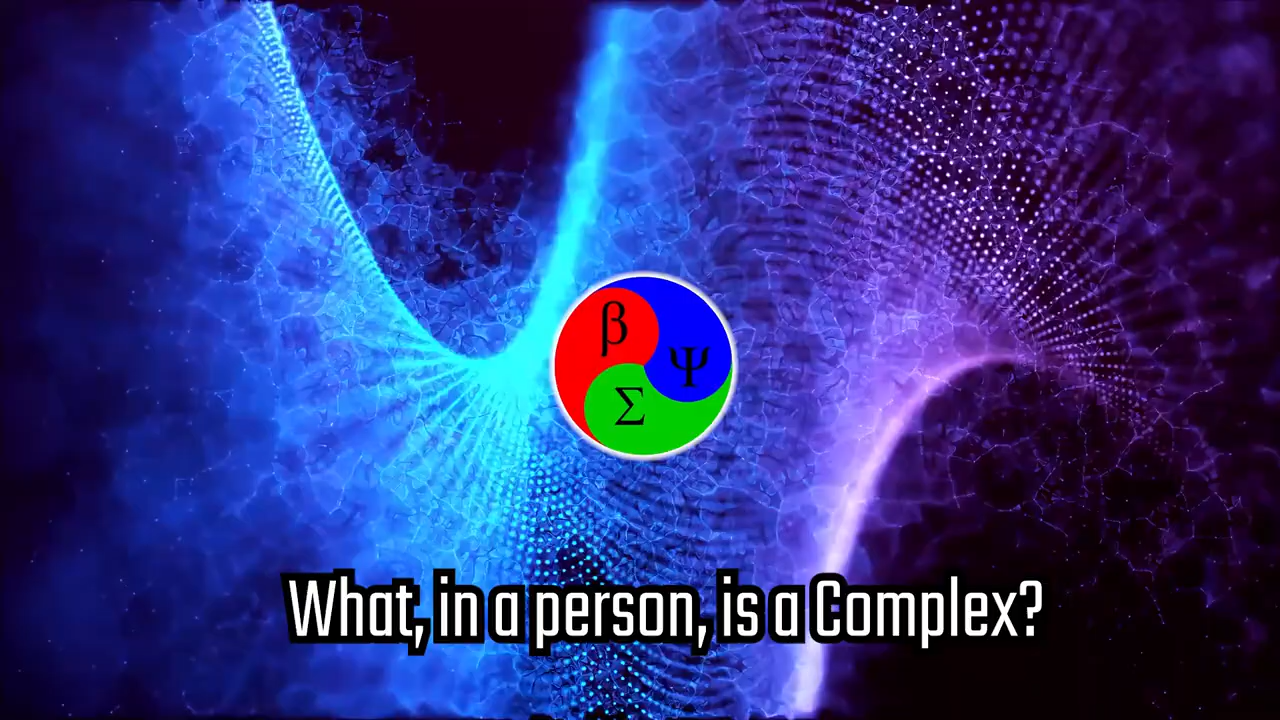 β
Ψ
Σ
What, in a person, is a Complex?